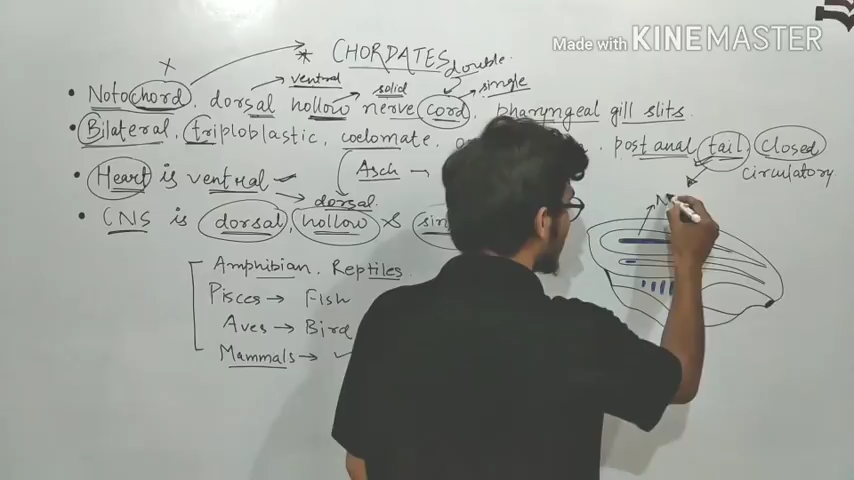 Made with KINEMASTER
* CHORDATES
x double
ventral solid single
• Notochord, dorsal hollow nerve cord, pharyngeal gill slits.
• Bilateral, triploblastic, coelomate, postanal tail, closed
circulatory
Asch →
• Heart is ventral
dorsal.
• CNS is dorsal, hollow &
N
Amphibian. Reptiles
Pisces → Fish
Aves → Bird
Mammals → ✓